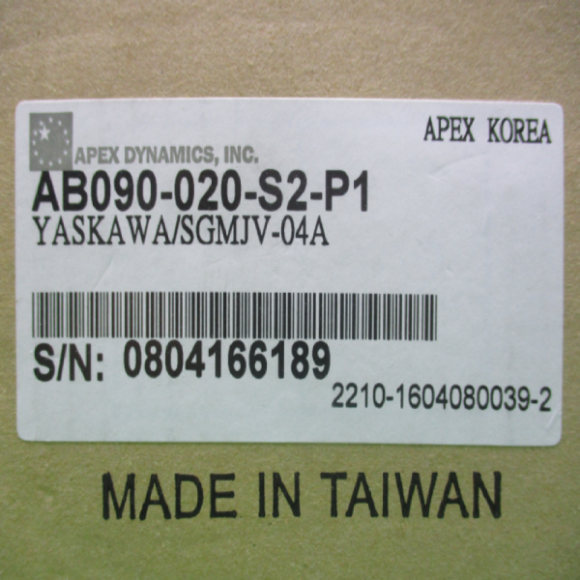 APEX KOREA
APEX DYNAMICS, INC.
AB090-020-S2-P1
YASKAWA/SGMJV-04A
S/N: 0804166189
2210-1604080039-2
MADE IN TAIWAN